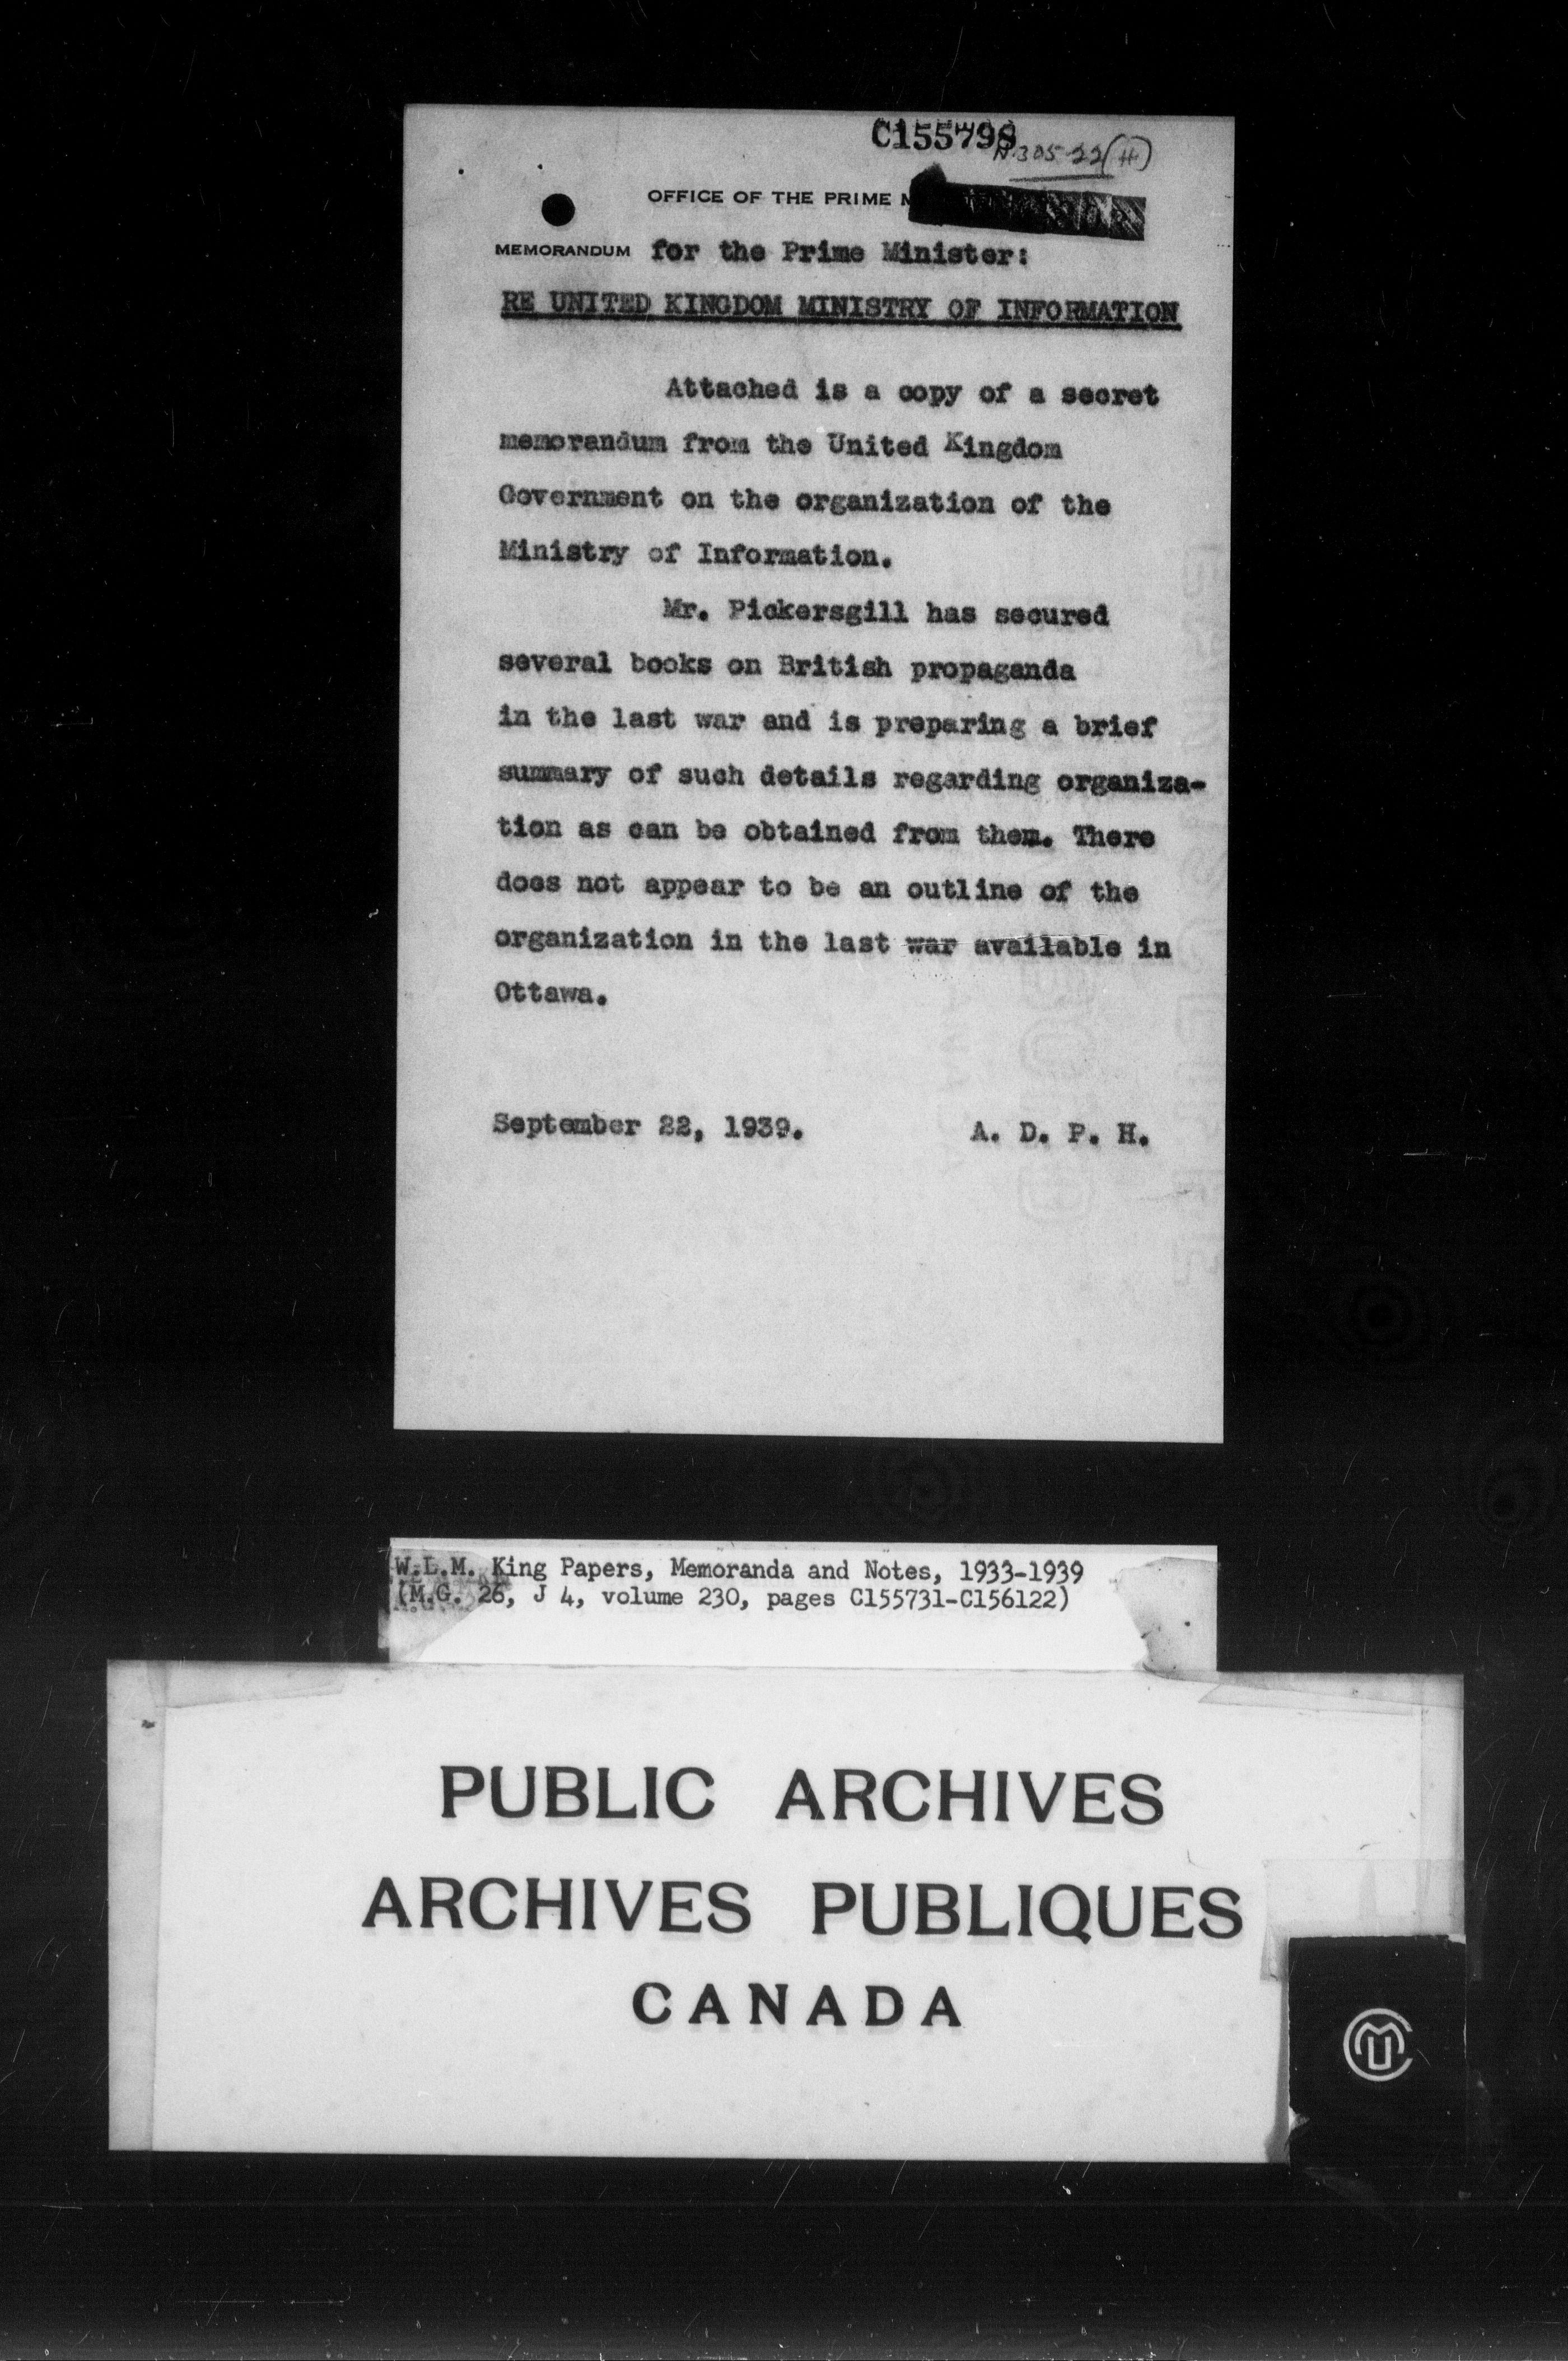 C155798
N-305-22(H)
OFFICE OF THE PRIME M
MEMORANDUM for the Prime Minister:
RE UNITED KINGDOM MINISTRY OF INFORMATION
Attached is a copy of a secret
memorandum from the United Kingdom
Government on the organization of the
Ministry of Information.
Mr. Pickersgill has secured
several books on British propaganda
in the last war and is preparing a brief
summary of such details regarding organiza-
tion as can be obtained from them. There
does not appear to be an outline of the
organization in the last war available in
Ottawa.
September 22, 1939. A. D. P. H.
W.L.M. King Papers, Memoranda and Notes, 1933-1939
(M.G. 26, J 4, volume 230, pages C155731-C156122)
PUBLIC ARCHIVES
ARCHIVES PUBLIQUES
CANADA